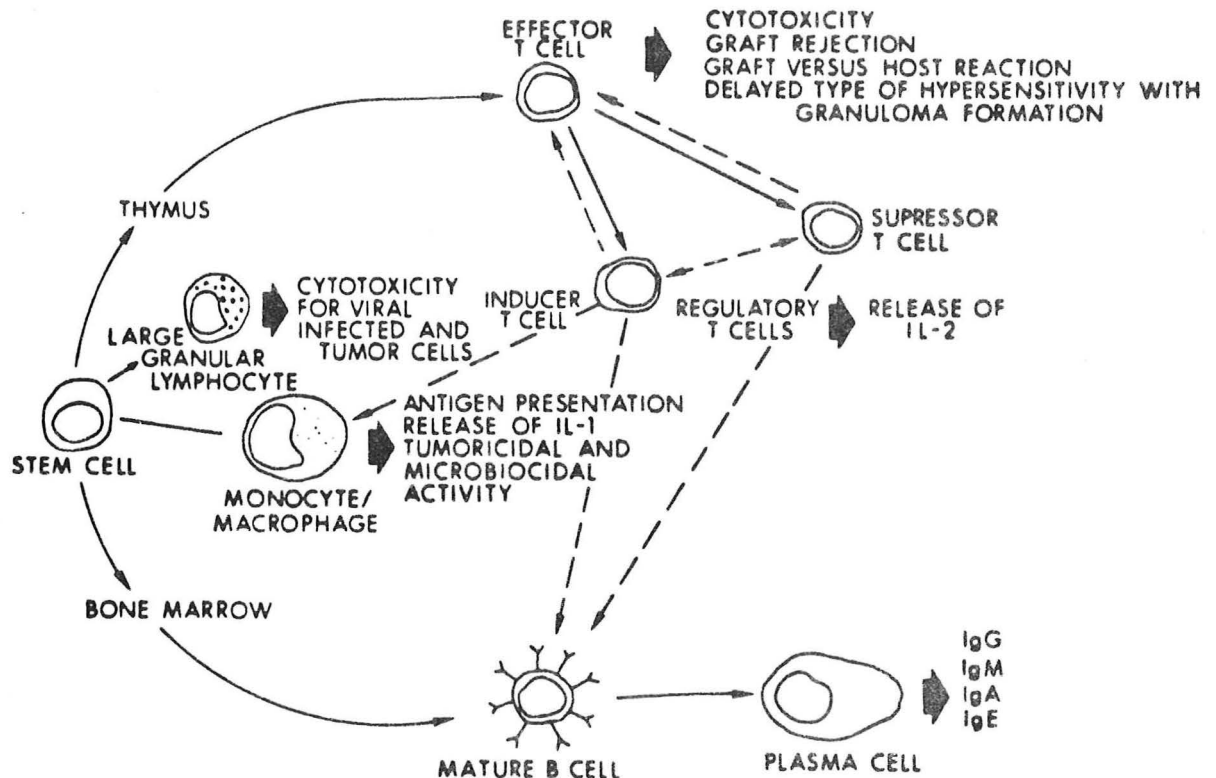 EFFECTOR
T CELL
CYTOTOXICITY
GRAFT REJECTION
GRAFT VERSUS HOST REACTION
DELAYED TYPE OF HYPERSENSITIVITY WITH
GRANULOMA FORMATION
THYMUS
SUPRESSOR
T CELL
CYTOTOXICITY
FOR VIRAL
INFECTED AND
TUMOR CELLS
INDUCER
T CELL
REGULATORY
T CELLS
RELEASE OF
IL-2
LARGE
GRANULAR
LYMPHOCYTE
STEM CELL
MONOCYTE/
MACROPHAGE
ANTIGEN PRESENTATION
RELEASE OF IL-1
TUMORICIDAL AND
MICROBIOCIDAL
ACTIVITY
BONE MARROW
MATURE B CELL
PLASMA CELL
IgG
IgM
IgA
IgE